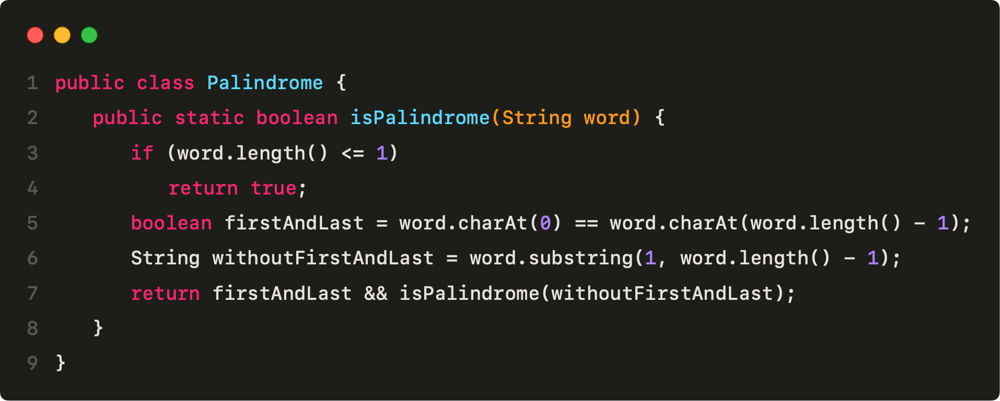 1 public class Palindrome {
2 public static boolean isPalindrome(String word) {
3 if (word.length() <= 1)
4 return true;
5 boolean firstAndLast = word.charAt(0) == word.charAt(word.length() - 1);
6 String withoutFirstAndLast = word.substring(1, word.length() - 1);
7 return firstAndLast && isPalindrome(withoutFirstAndLast);
8 }
9 }